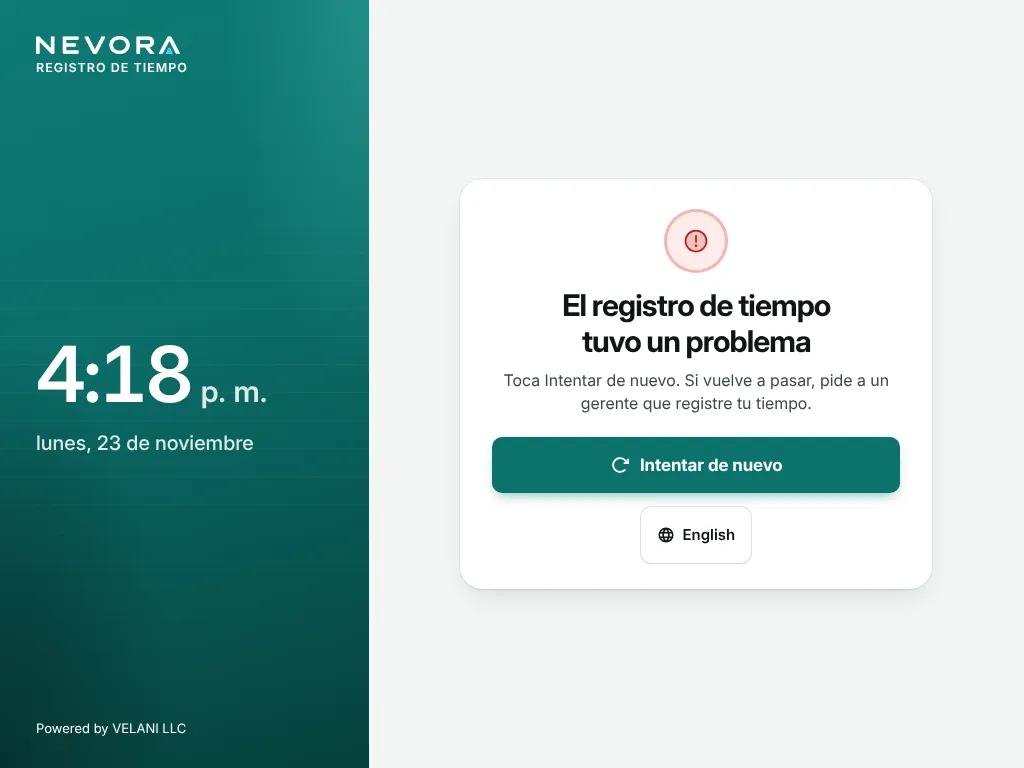 NEVORA
REGISTRO DE TIEMPO
4:18 p. m.
lunes, 23 de noviembre
Powered by VELANI LLC
El registro de tiempo
tuvo un problema
Toca Intentar de nuevo. Si vuelve a pasar, pide a un
gerente que registre tu tiempo.
Intentar de nuevo
English